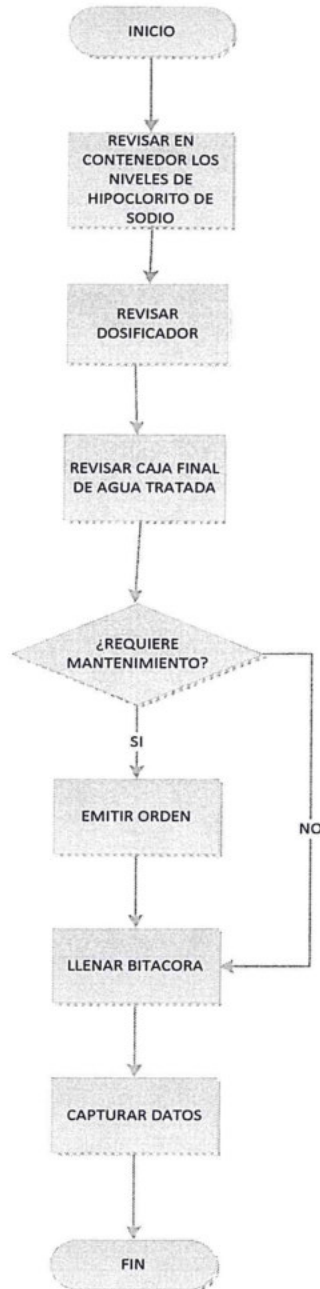 INICIO
REVISAR EN
CONTENEDOR LOS
NIVELES DE
HIPOCLORITO DE
SODIO
REVISAR
DOSIFICADOR
REVISAR CAJA FINAL
DE AGUA TRATADA
¿REQUIERE
MANTENIMIENTO?
SI
EMITIR ORDEN
NO
LLENAR BITACORA
CAPTURAR DATOS
FIN